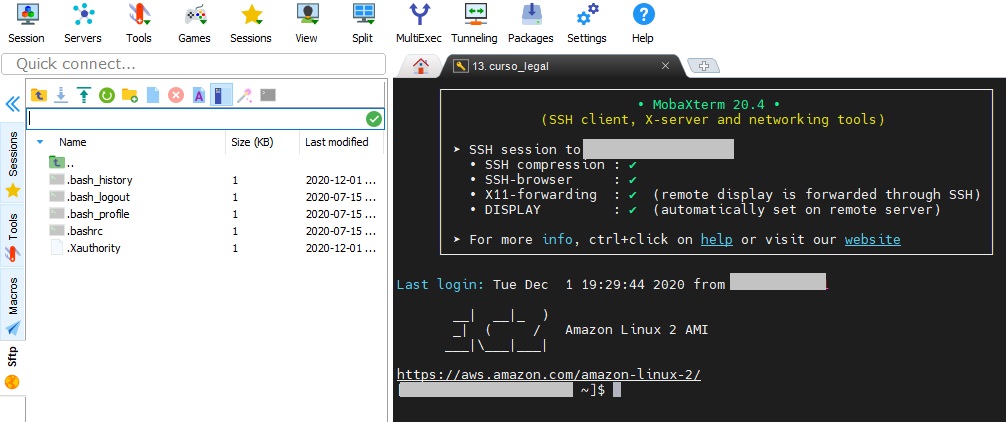 Session Servers Tools Games Sessions View Split MultiExec Tunneling Packages Settings Help
Quick connect...
13. curso_legal
Sessions
Tools
Macros
Sftp
Name Size (KB) Last modified
..
.bash_history 1 2020-12-01 ...
.bash_logout 1 2020-07-15 ...
.bash_profile 1 2020-07-15 ...
.bashrc 1 2020-07-15 ...
.Xauthority 1 2020-12-01 ...
• MobaXterm 20.4 •
(SSH client, X-server and networking tools)
➤ SSH session to
• SSH compression : ✔
• SSH-browser : ✔
• X11-forwarding : ✔ (remote display is forwarded through SSH)
• DISPLAY : ✔ (automatically set on remote server)
➤ For more info, ctrl+click on help or visit our website
Last login: Tue Dec 1 19:29:44 2020 from
__| __|_ )
_| ( / Amazon Linux 2 AMI
___|\___|___|
https://aws.amazon.com/amazon-linux-2/
[ ~]$